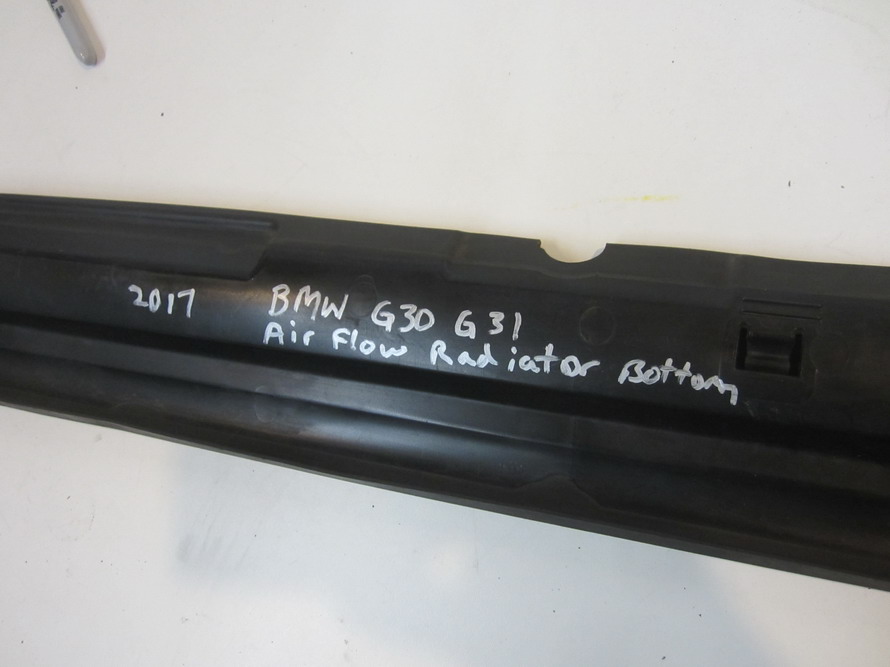 2017 BMW G30 G31
Air Flow Radiator Bottom